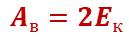 Aв = 2Eк